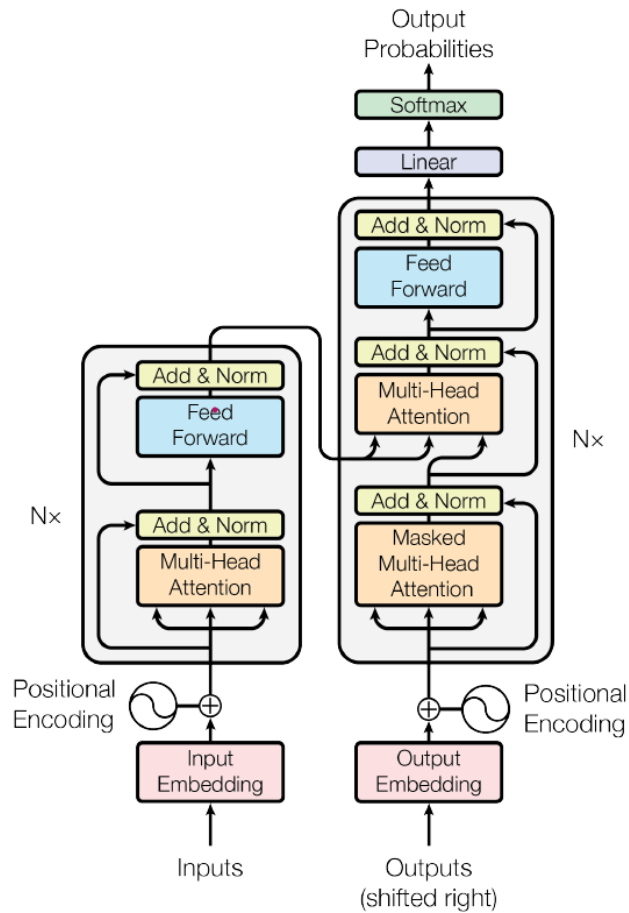 Output
Probabilities
Softmax
Linear
Add & Norm
Feed
Forward
Add & Norm
Multi-Head
Attention
Add & Norm
Masked
Multi-Head
Attention
N×
Add & Norm
Feed
Forward
Add & Norm
Multi-Head
Attention
N×
Positional
Encoding
Positional
Encoding
Input
Embedding
Output
Embedding
Inputs
Outputs
(shifted right)